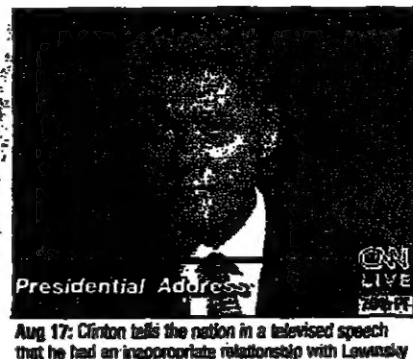 Presidential Address
CNN
LIVE
Aug 17: Clinton tells the nation in a televised speech
that he had an inappropriate relationship with Lewinsky